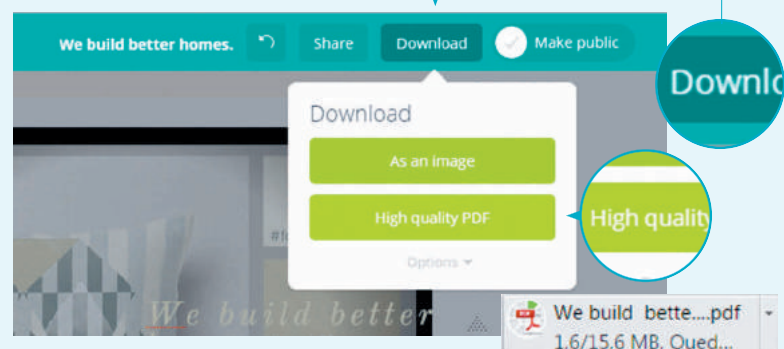 We build better homes.
Share
Download
Make public
Downlo
Download
As an image
High quality PDF
High quality
Options
#fo
We build better
We build bette....pdf
1.6/15.6 MB, Qued...